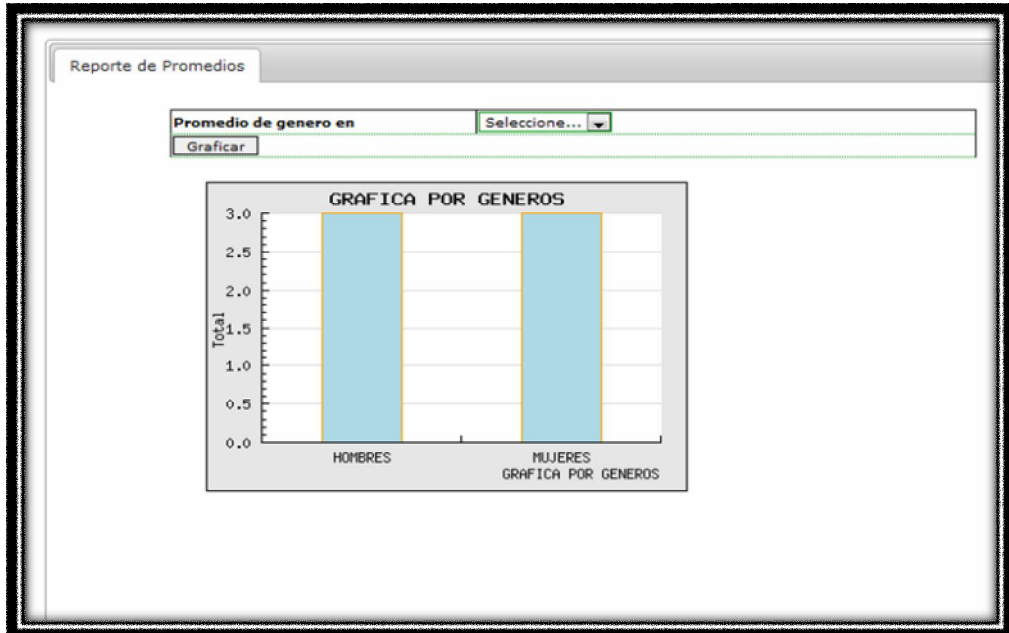 Reporte de Promedios
Promedio de genero en Seleccione...
Graficar
GRAFICA POR GENEROS
3.0
2.5
2.0
1.5
1.0
0.5
0.0
Total
HOMBRES MUJERES
GRAFICA POR GENEROS